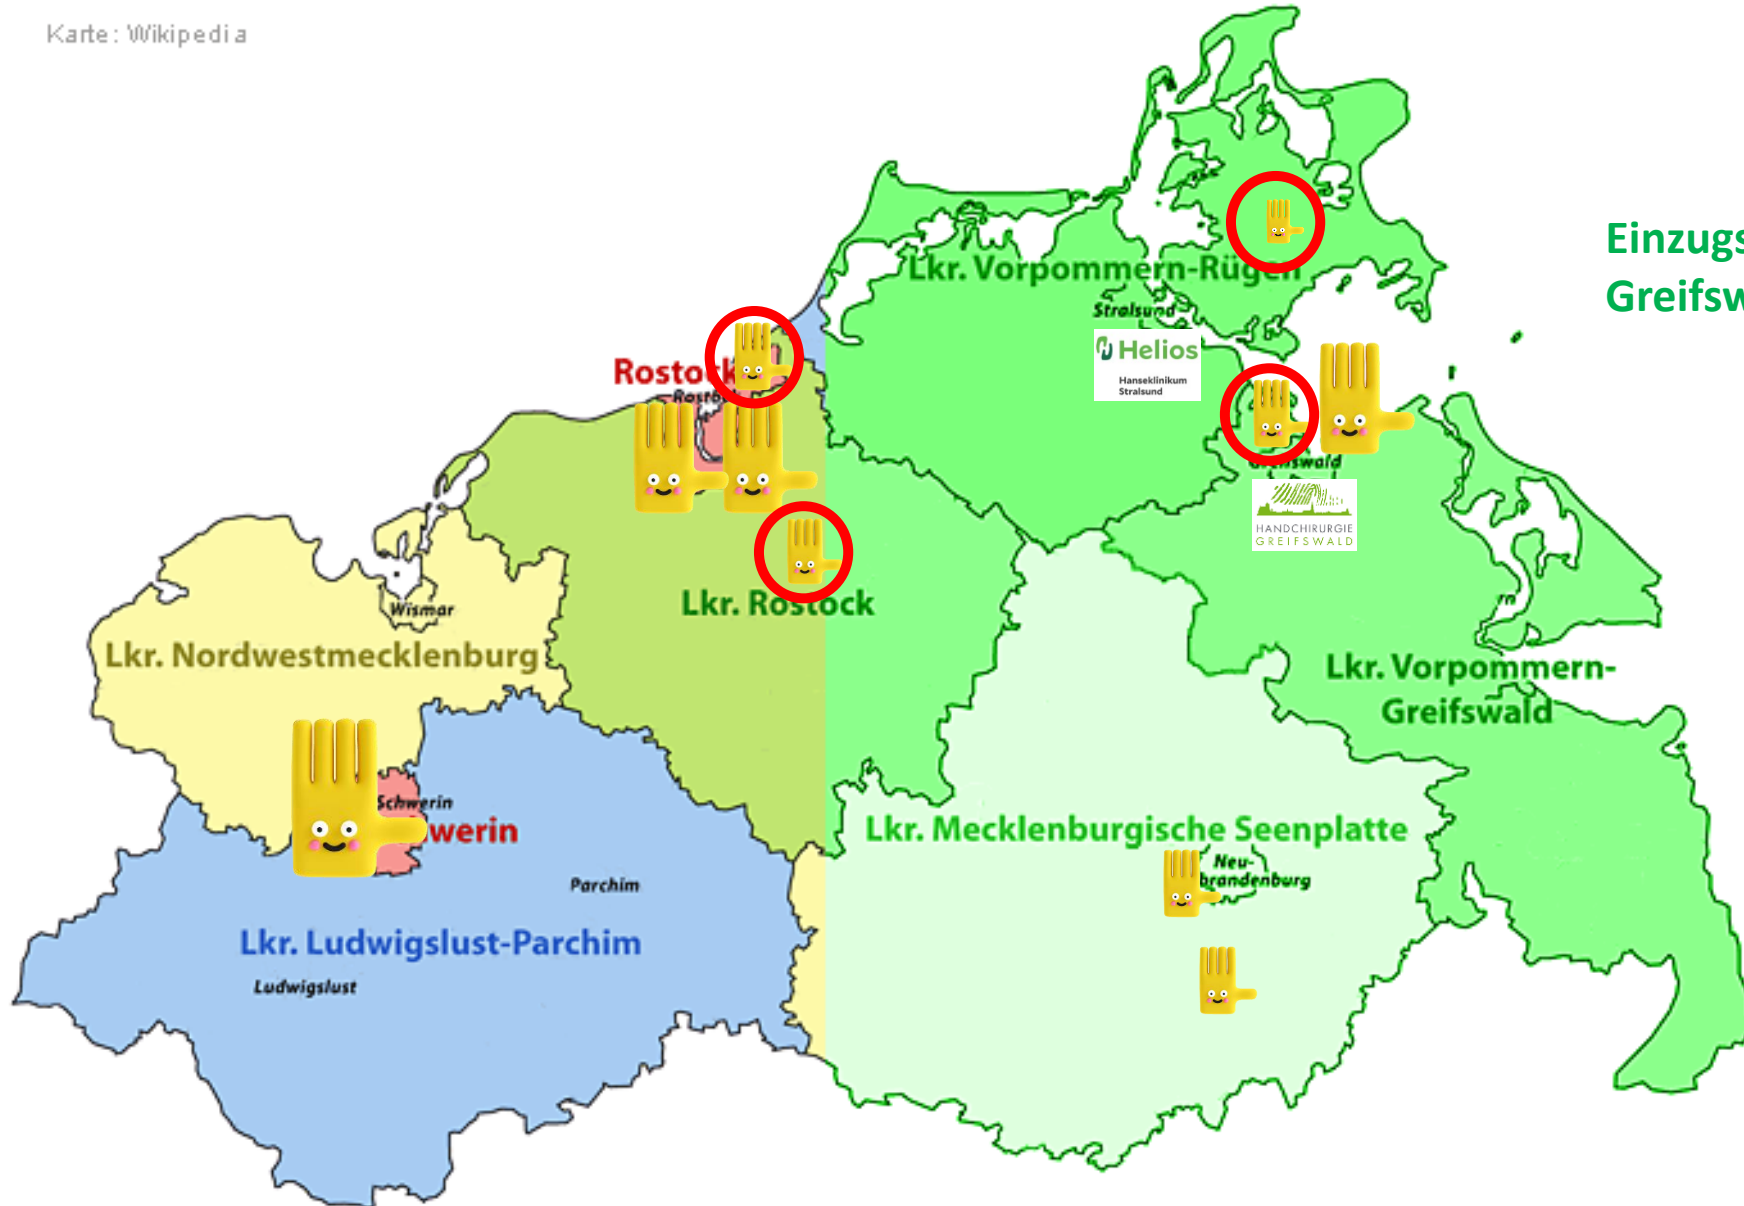 Karte: Wikipedia
Einzugs
Greifsw
Lkr. Vorpommern-Rügen
Stralsund
Helios
Hanseklinikum
Stralsund
Rostock
Greifswald
HANDCHIRURGIE
GREIFSWALD
Lkr. Rostock
Wismar
Lkr. Nordwestmecklenburg
Lkr. Vorpommern-
Greifswald
Schwerin
werin
Lkr. Mecklenburgische Seenplatte
Neu-
brandenburg
Parchim
Lkr. Ludwigslust-Parchim
Ludwigslust